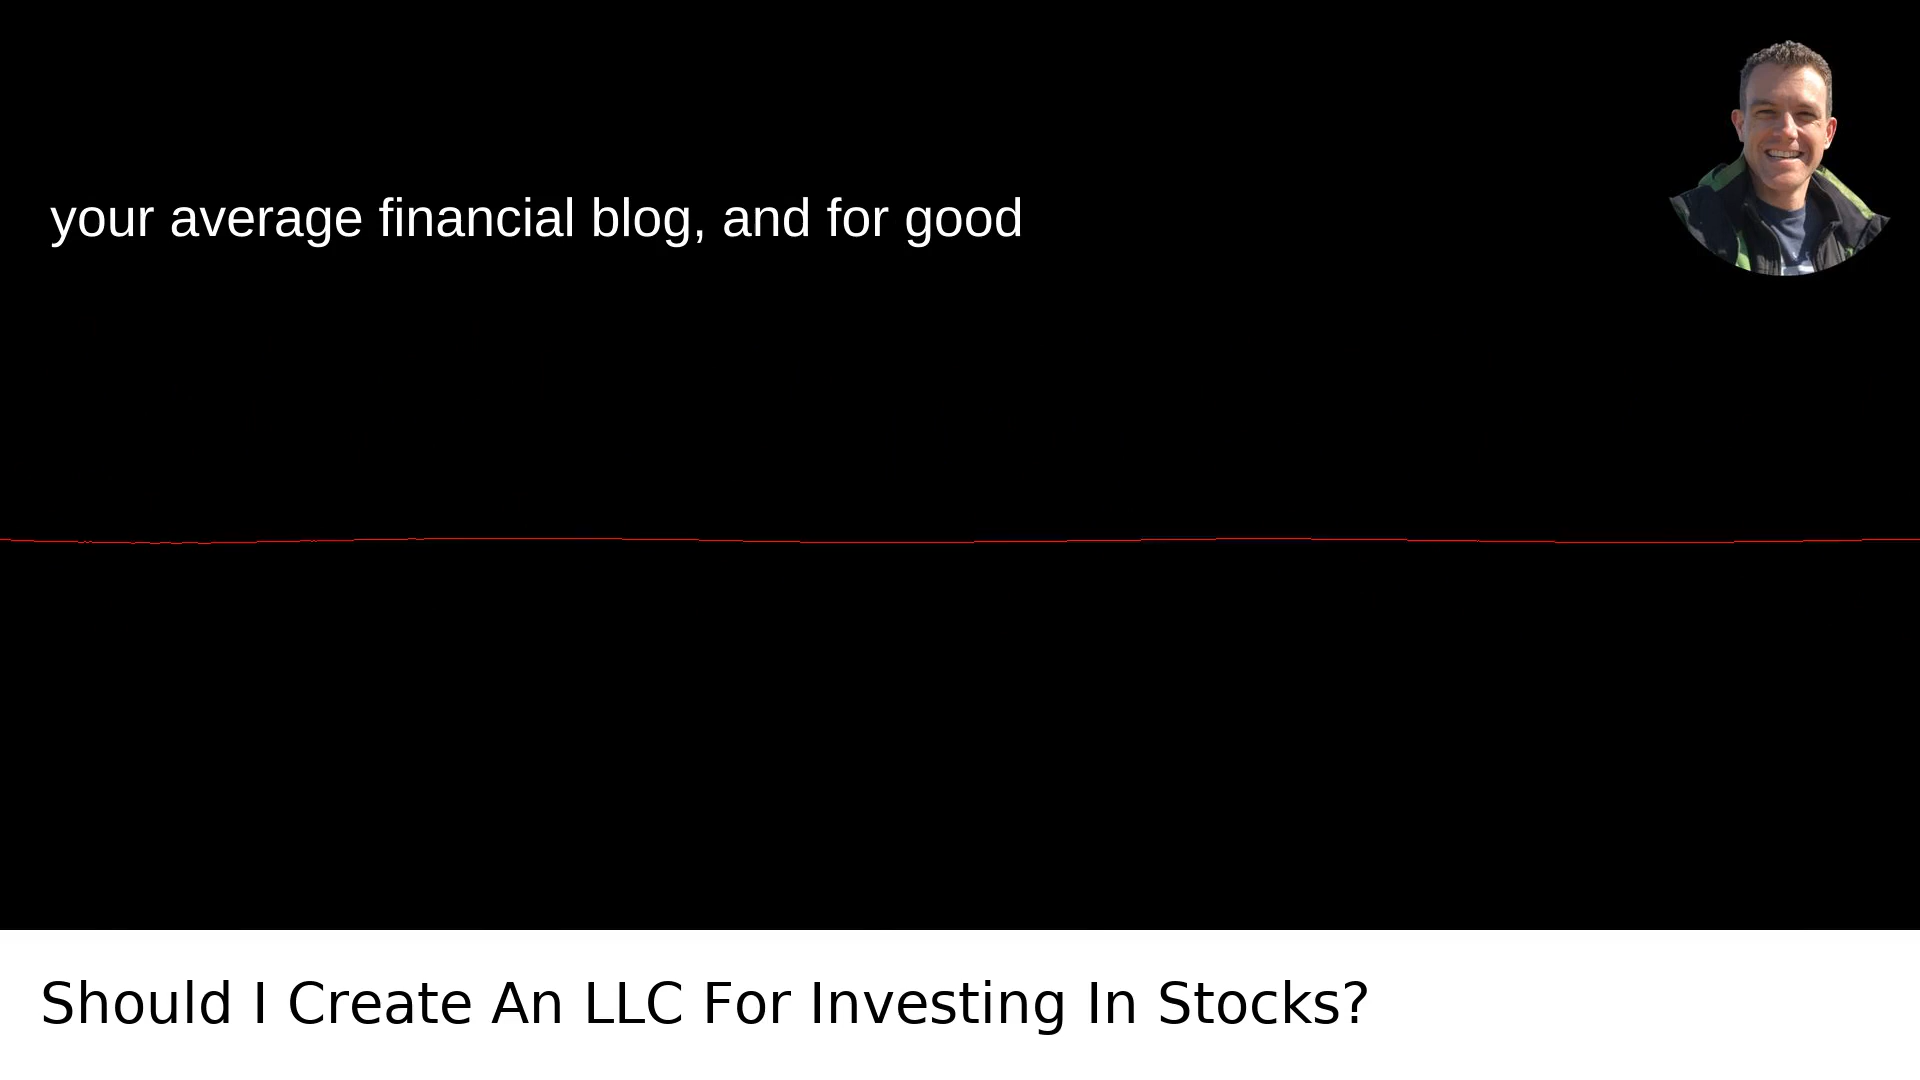 your average financial blog, and for good
Should I Create An LLC For Investing In Stocks?